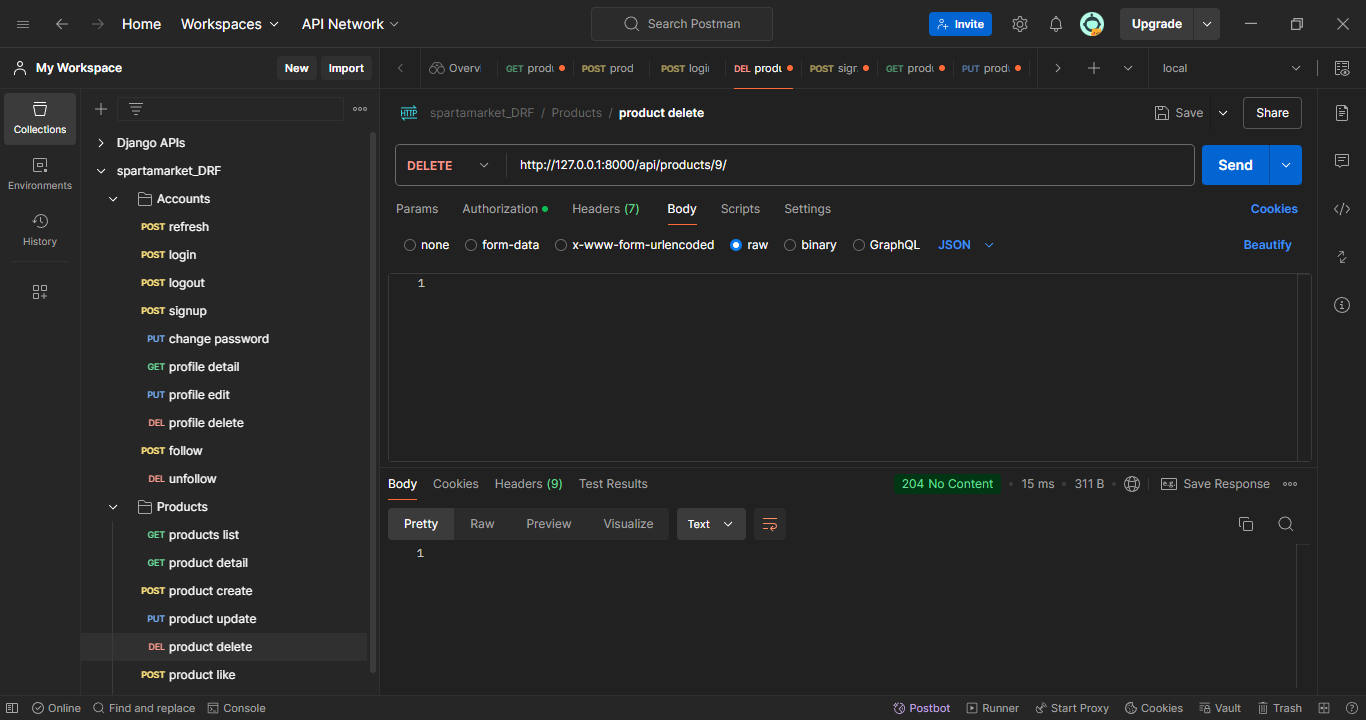 Home Workspaces API Network Search Postman Invite Upgrade
My Workspace New Import Overvi GET produ POST prod POST logi DEL produ POST sign GET produ PUT produ local
Collections
Environments
History
Django APIs
spartamarket_DRF
Accounts
POST refresh
POST login
POST logout
POST signup
PUT change password
GET profile detail
PUT profile edit
DEL profile delete
POST follow
DEL unfollow
Products
GET products list
GET product detail
POST product create
PUT product update
DEL product delete
POST product like
HTTP spartamarket_DRF / Products / product delete Save Share
DELETE http://127.0.0.1:8000/api/products/9/ Send
Params Authorization Headers (7) Body Scripts Settings Cookies
none form-data x-www-form-urlencoded raw binary GraphQL JSON Beautify
1
Body Cookies Headers (9) Test Results 204 No Content 15 ms 311 B e.g. Save Response
Pretty Raw Preview Visualize Text
1
Online Find and replace Console Postbot Runner Start Proxy Cookies Vault Trash